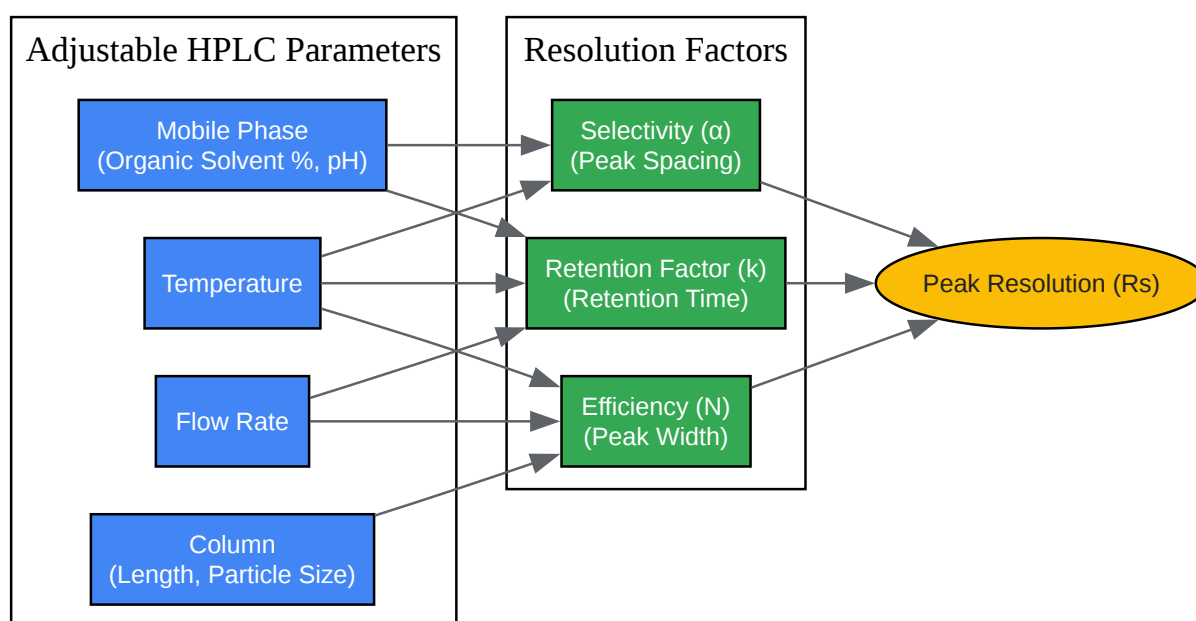 Adjustable HPLC Parameters
Mobile Phase
(Organic Solvent %, pH)
Temperature
Flow Rate
Column
(Length, Particle Size)
Resolution Factors
Selectivity (α)
(Peak Spacing)
Retention Factor (k)
(Retention Time)
Efficiency (N)
(Peak Width)
Peak Resolution (Rs)